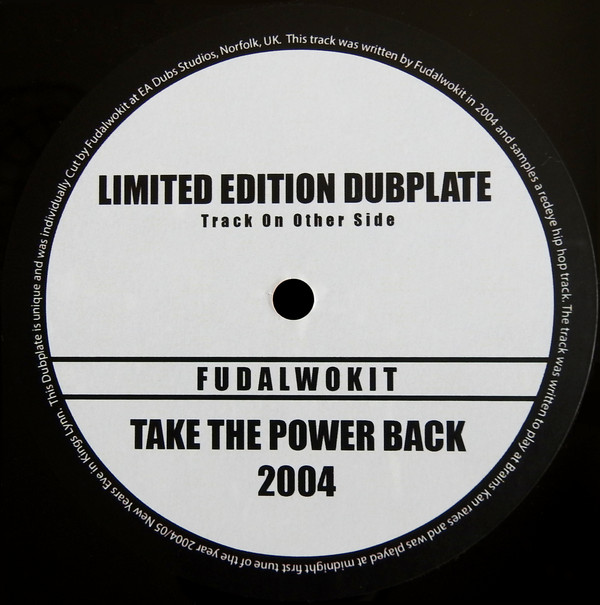 LIMITED EDITION DUBPLATE
Track On Other Side
FUDALWOKIT
TAKE THE POWER BACK
2004
This Dubplate is unique and was individually Cut by Fudalwokit at EA Dubs Studios, Norfolk, UK. This track was written by Fudalwokit in 2004 and samples a redeye hip hop track. The track was written to play at Brains Kan raves and was played at midnight first tune of the year 2004/05 New Years Eve in Kings Lynn.